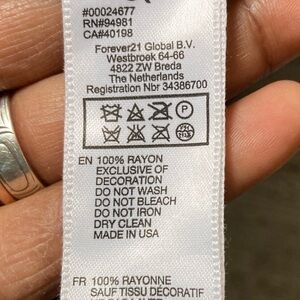 #00024677
RN#94981
CA#40198
Forever21 Global B.V.
Westbroek 64-66
4822 ZW Breda
The Netherlands
Registration Nbr 34386700
P
EN 100% RAYON
EXCLUSIVE OF
DECORATION
DO NOT WASH
DO NOT BLEACH
DO NOT IRON
DRY CLEAN
MADE IN USA
FR 100% RAYONNE
SAUF TISSU DECORATIF